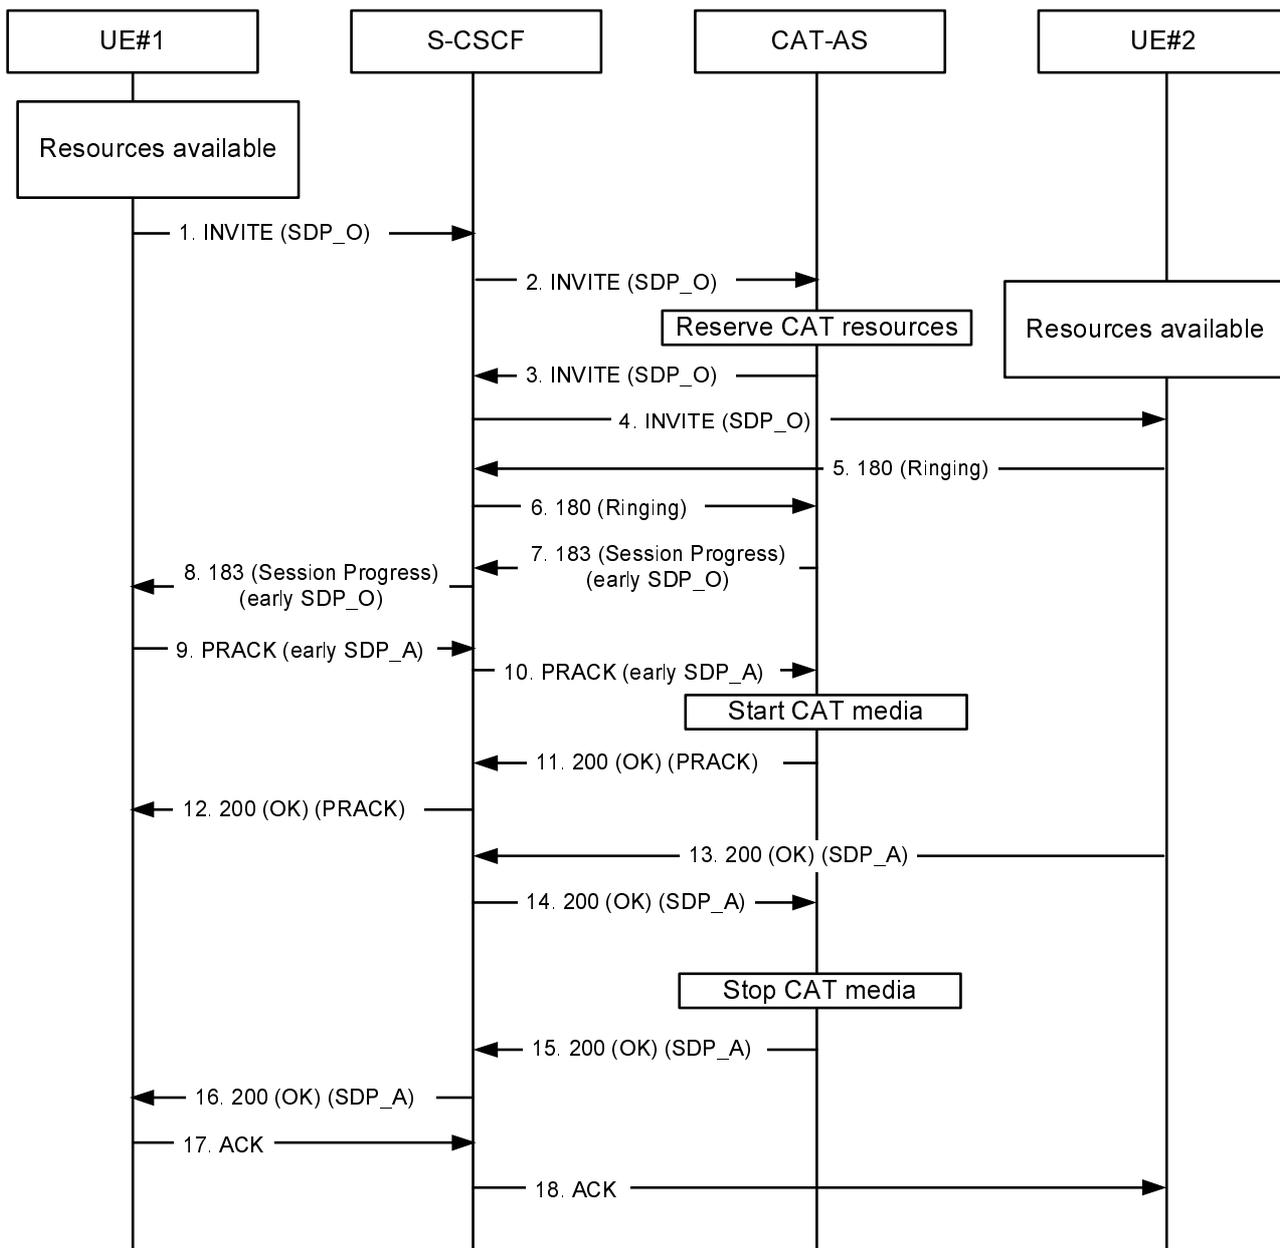 UE#1
S-CSCF
CAT-AS
UE#2
Resources available
1. INVITE (SDP_O)
2. INVITE (SDP_O)
Reserve CAT resources
Resources available
3. INVITE (SDP_O)
4. INVITE (SDP_O)
5. 180 (Ringing)
6. 180 (Ringing)
7. 183 (Session Progress)
(early SDP_O)
8. 183 (Session Progress)
(early SDP_O)
9. PRACK (early SDP_A)
10. PRACK (early SDP_A)
Start CAT media
11. 200 (OK) (PRACK)
12. 200 (OK) (PRACK)
13. 200 (OK) (SDP_A)
14. 200 (OK) (SDP_A)
Stop CAT media
15. 200 (OK) (SDP_A)
16. 200 (OK) (SDP_A)
17. ACK
18. ACK